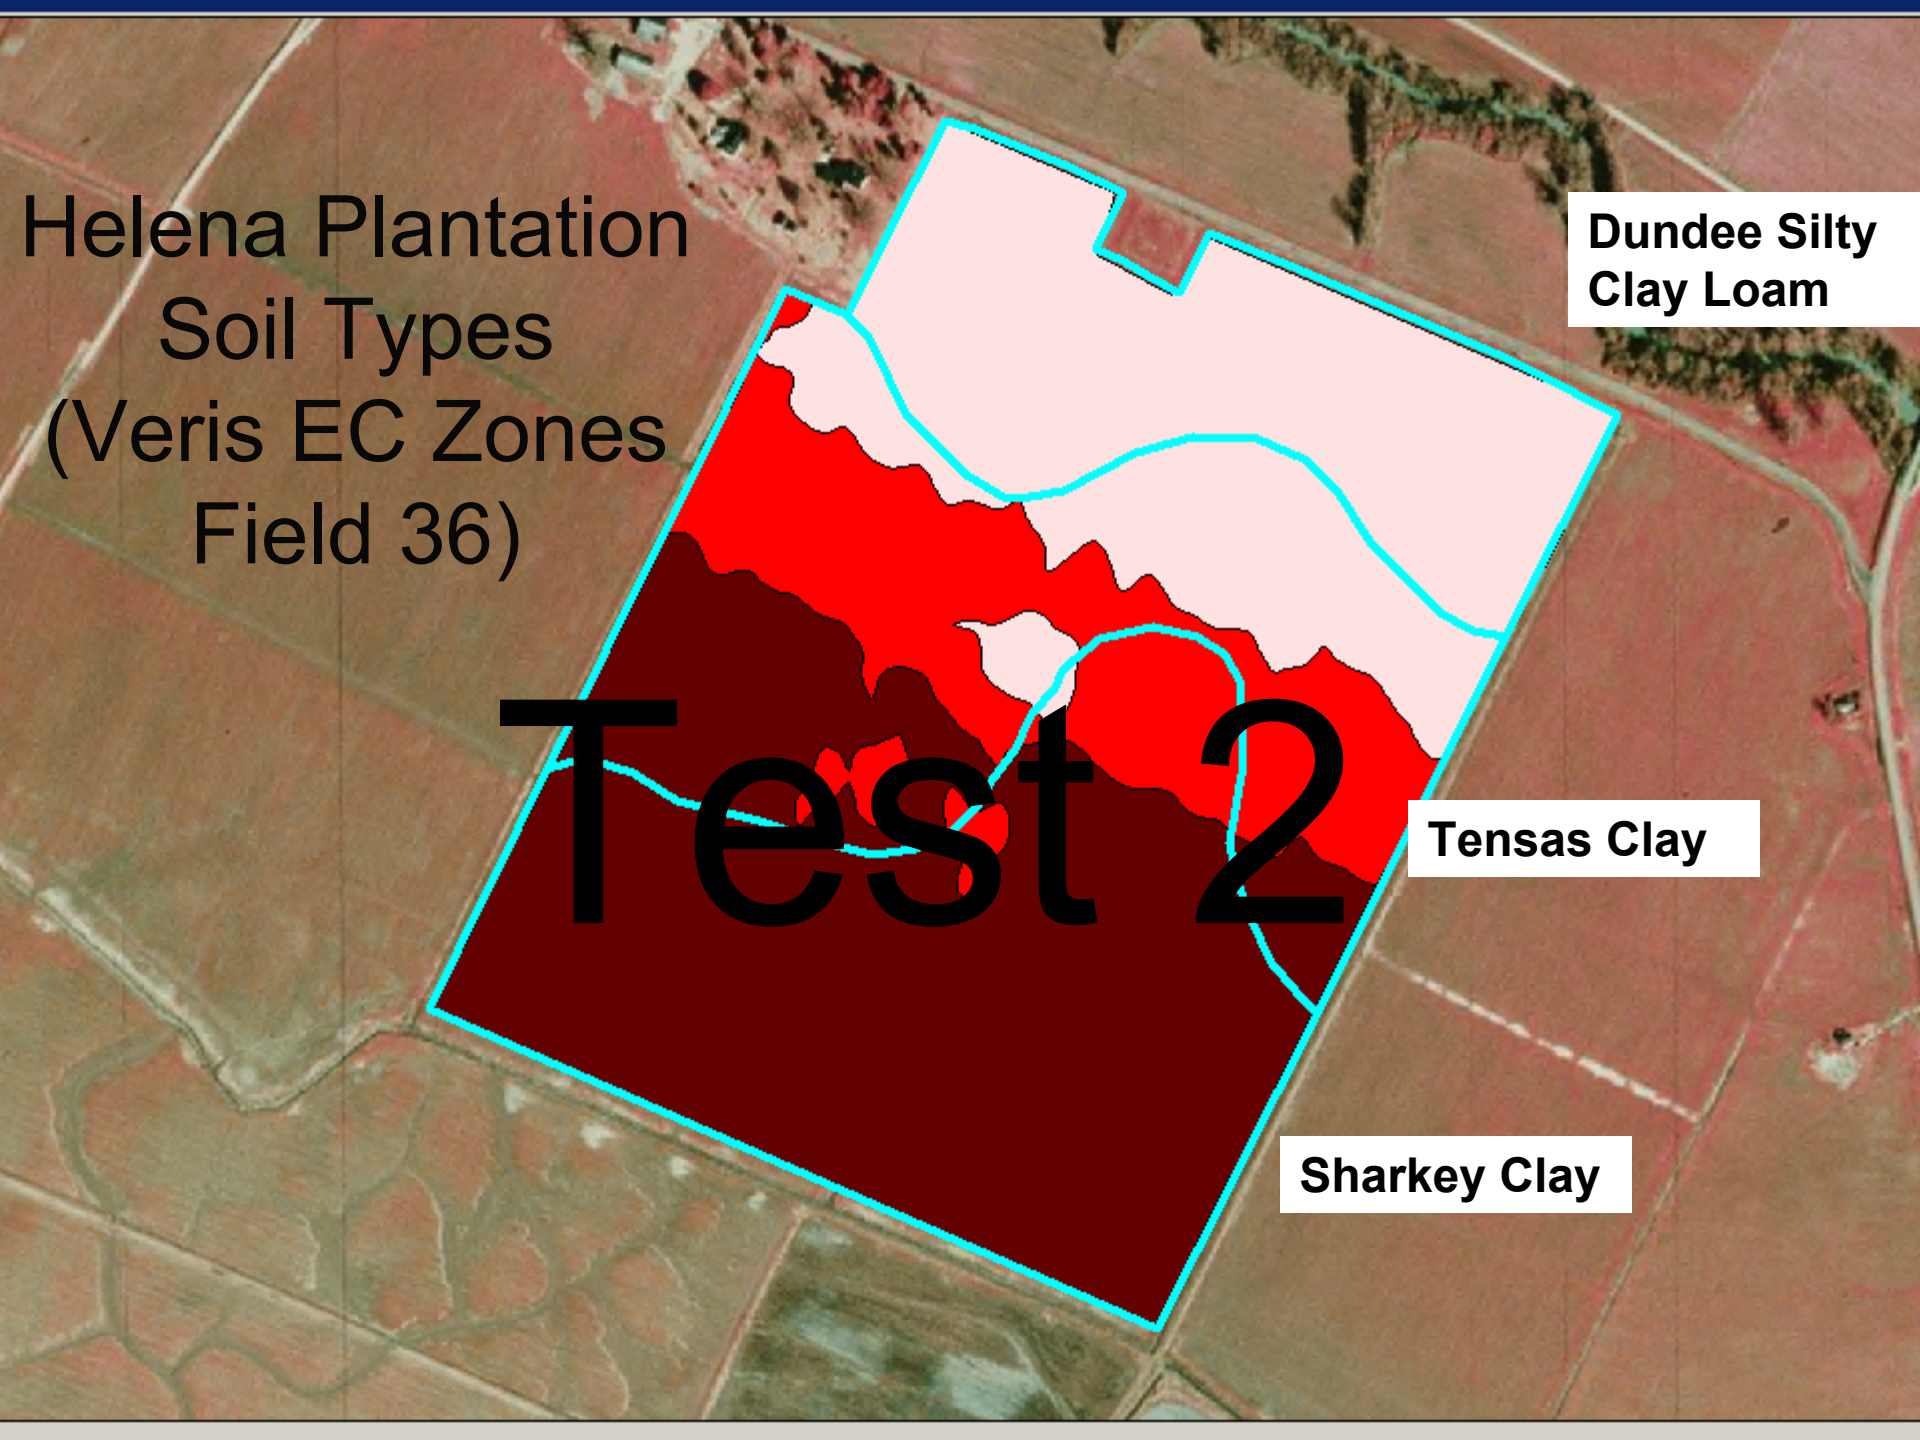 Helena Plantation
Soil Types
(Veris EC Zones
Field 36)
Dundee Silty
Clay Loam
Test 2
Tensas Clay
Sharkey Clay